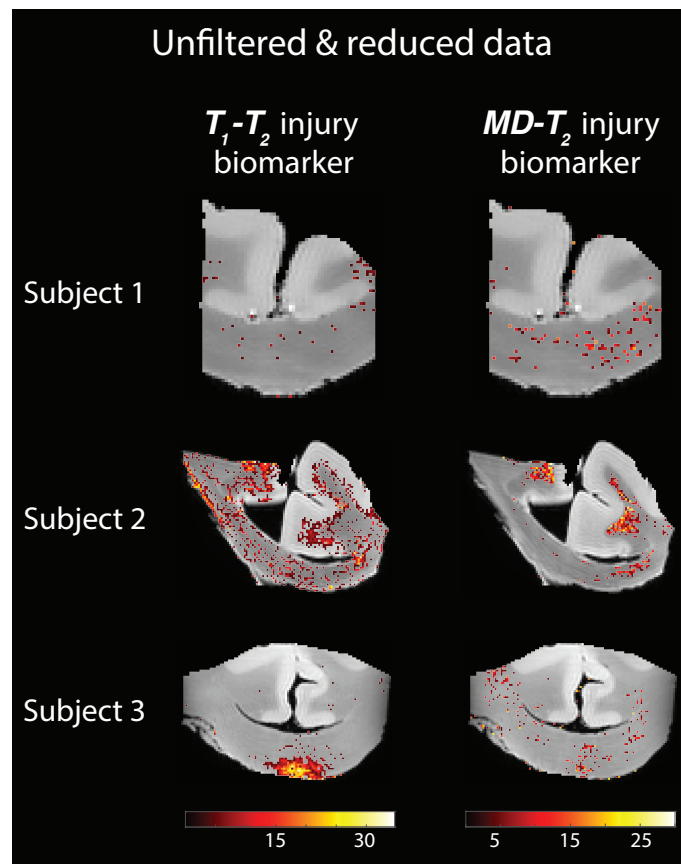 Unfiltered & reduced data
T1-T2 injury biomarker
MD-T2 injury biomarker
Subject 1
Subject 2
Subject 3
15 30
5 15 25